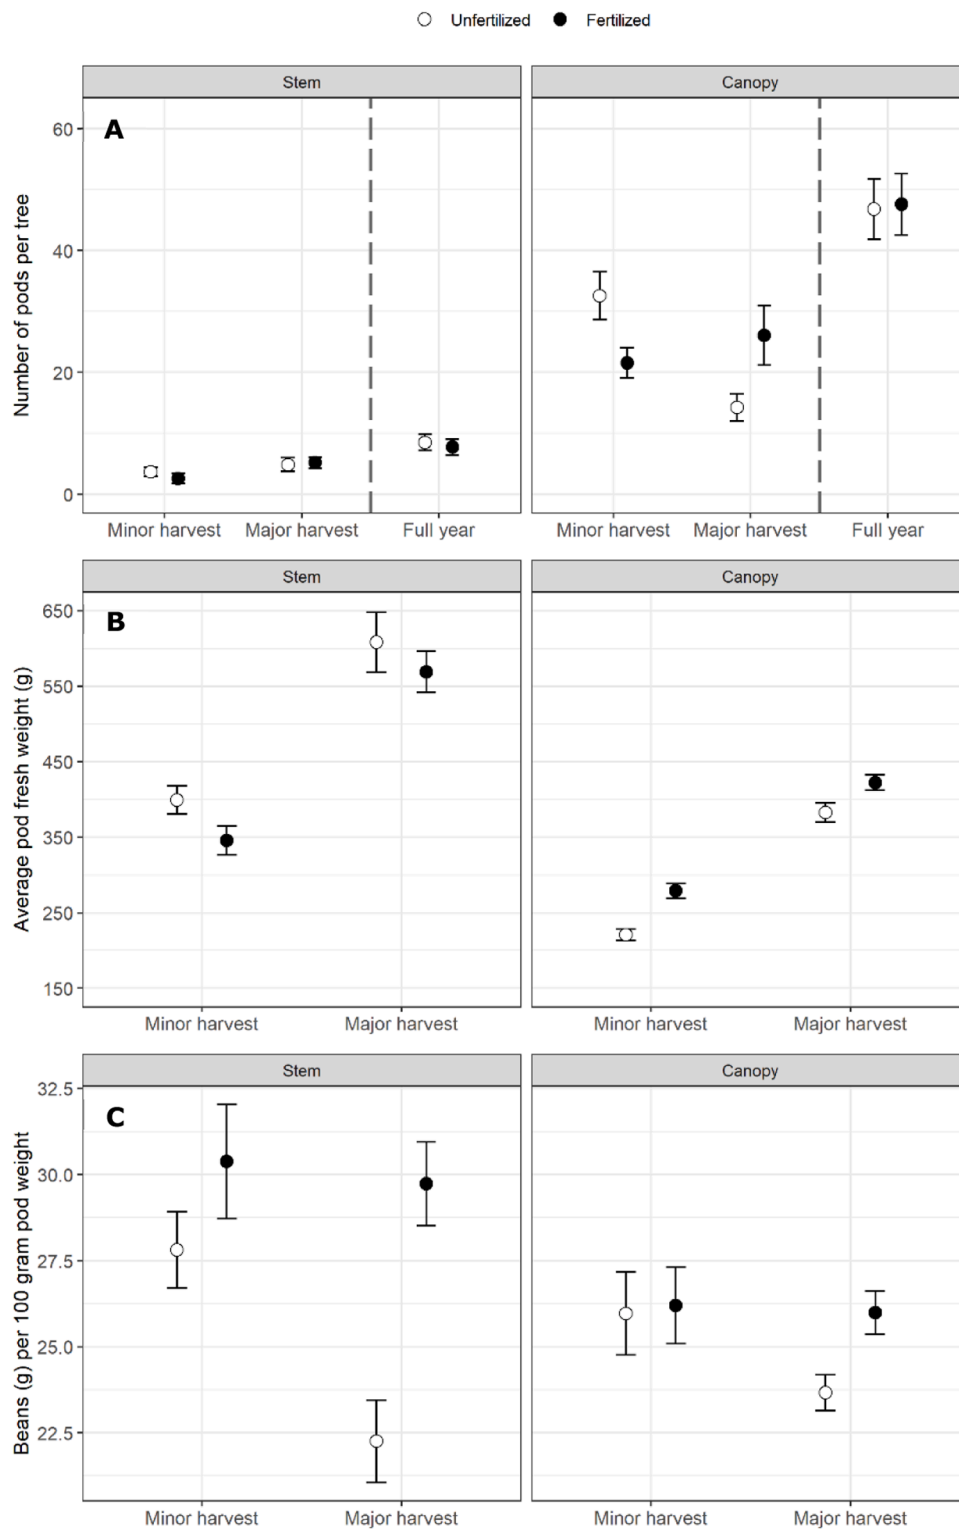 Unfertilized Fertilized
Stem Canopy
A
60
40
20
0
Number of pods per tree
Minor harvest Major harvest Full year Minor harvest Major harvest Full year
Stem Canopy
B
650
550
450
350
250
150
Average pod fresh weight (g)
Minor harvest Major harvest Minor harvest Major harvest
Stem Canopy
C
32.5
30.0
27.5
25.0
22.5
Beans (g) per 100 gram pod weight
Minor harvest Major harvest Minor harvest Major harvest